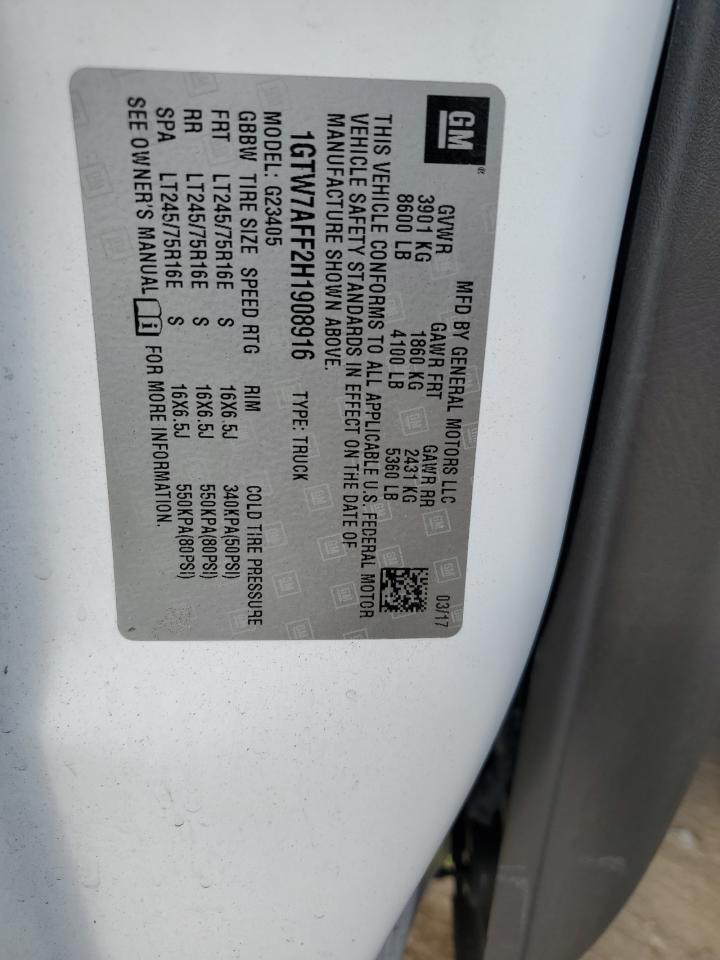 GM
MFD BY GENERAL MOTORS LLC 03/17
GVWR GAWR FRT GAWR RR
3901 KG 1860 KG 2431 KG
8600 LB 4100 LB 5360 LB
THIS VEHICLE CONFORMS TO ALL APPLICABLE U.S. FEDERAL MOTOR
VEHICLE SAFETY STANDARDS IN EFFECT ON THE DATE OF
MANUFACTURE SHOWN ABOVE.
1GTW7AFF2H1908916 TYPE: TRUCK
MODEL: G23405
GBBW TIRE SIZE SPEED RTG RIM COLD TIRE PRESSURE
FRT LT245/75R16E S 16X6.5J 340KPA(50PSI)
RR LT245/75R16E S 16X6.5J 550KPA(80PSI)
SPA LT245/75R16E S 16X6.5J 550KPA(80PSI)
SEE OWNER'S MANUAL i FOR MORE INFORMATION.